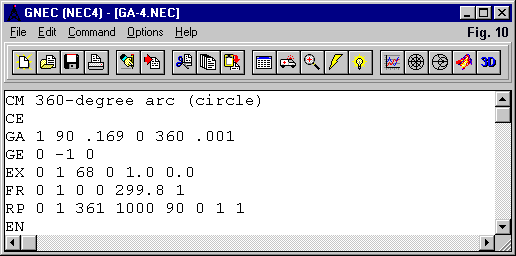 GNEC (NEC4) - [GA-4.NEC]
File Edit Command Options Help Fig. 10
3D
CM 360-degree arc (circle)
CE
GA 1 90 .169 0 360 .001
GE 0 -1 0
EX 0 1 68 0 1.0 0.0
FR 0 1 0 0 299.8 1
RP 0 1 361 1000 90 0 1 1
EN